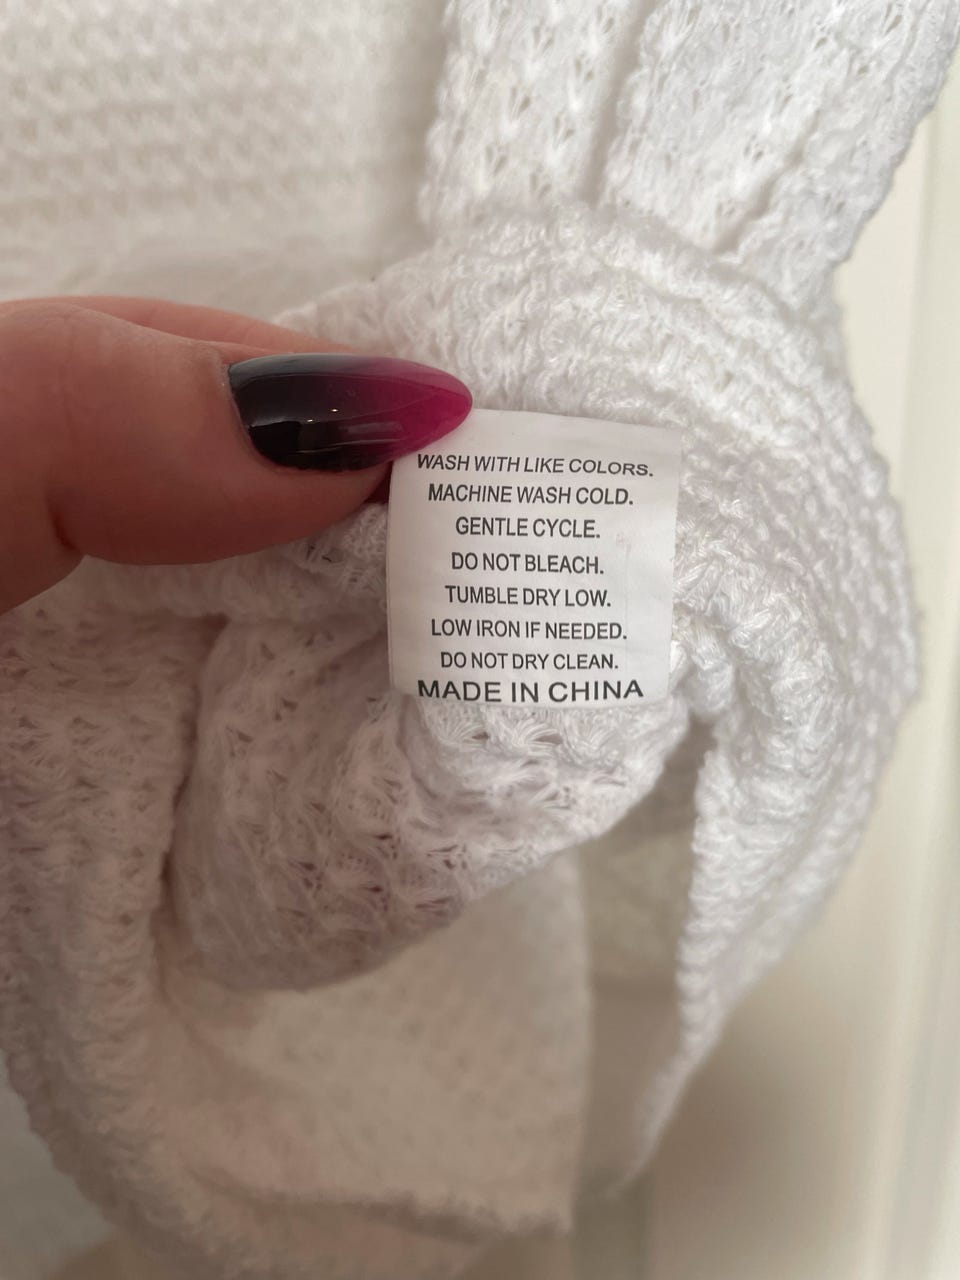 WASH WITH LIKE COLORS.
MACHINE WASH COLD.
GENTLE CYCLE.
DO NOT BLEACH.
TUMBLE DRY LOW.
LOW IRON IF NEEDED.
DO NOT DRY CLEAN.
MADE IN CHINA